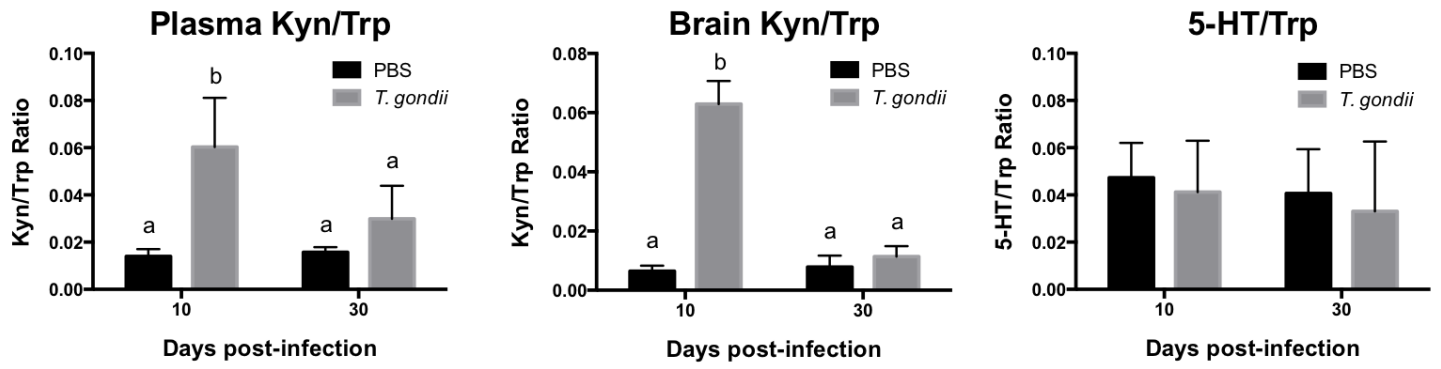 Plasma Kyn/Trp
Kyn/Trp Ratio
0.10
0.08
0.06
0.04
0.02
0.00
PBS
T. gondii
a
b
a
a
10
30
Days post-infection
Brain Kyn/Trp
Kyn/Trp Ratio
0.08
0.06
0.04
0.02
0.00
PBS
T. gondii
a
b
a
a
10
30
Days post-infection
5-HT/Trp
5-HT/Trp Ratio
0.10
0.08
0.06
0.04
0.02
0.00
PBS
T. gondii
10
30
Days post-infection